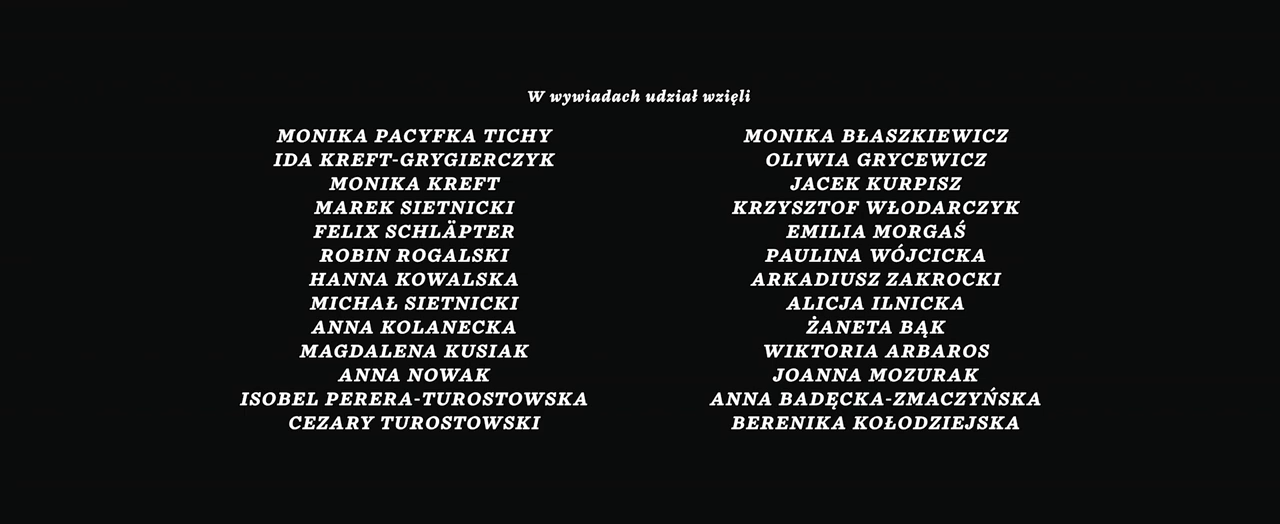 W wywiadach udział wzięli
MONIKA PACYFKA TICHY
IDA KREFT-GRYGIERCZYK
MONIKA KREFT
MAREK SIETNICKI
FELIX SCHLÄPTER
ROBIN ROGALSKI
HANNA KOWALSKA
MICHAŁ SIETNICKI
ANNA KOLANECKA
MAGDALENA KUSIAK
ANNA NOWAK
ISOBEL PERERA-TUROSTOWSKA
CEZARY TUROSTOWSKI
MONIKA BŁASZKIEWICZ
OLIWIA GRYCEWICZ
JACEK KURPISZ
KRZYSZTOF WŁODARCZYK
EMILIA MORGAŚ
PAULINA WÓJCICKA
ARKADIUSZ ZAKROCKI
ALICJA ILNICKA
ŻANETA BĄK
WIKTORIA ARBAROS
JOANNA MOZURAK
ANNA BADĘCKA-ZMACZYŃSKA
BERENIKA KOŁODZIEJSKA